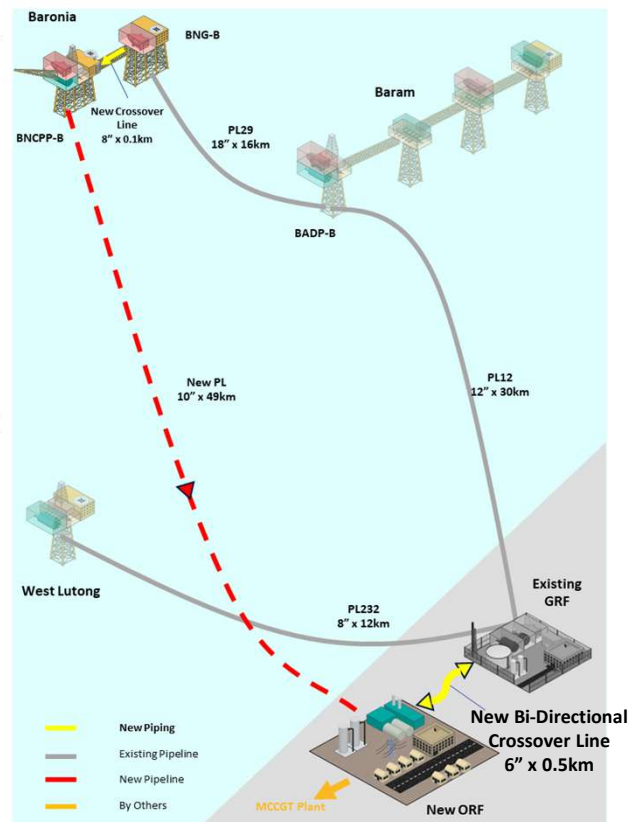 Baronia
BNG-B
New Crossover
Line
8” x 0.1km
BNCPP-B
Baram
PL29
18” x 16km
BADP-B
New PL
10” x 49km
PL12
12” x 30km
West Lutong
PL232
8” x 12km
Existing
GRF
New Bi-Directional
Crossover Line
6” x 0.5km
New Piping
Existing Pipeline
New Pipeline
By Others
MCCGT Plant
New ORF